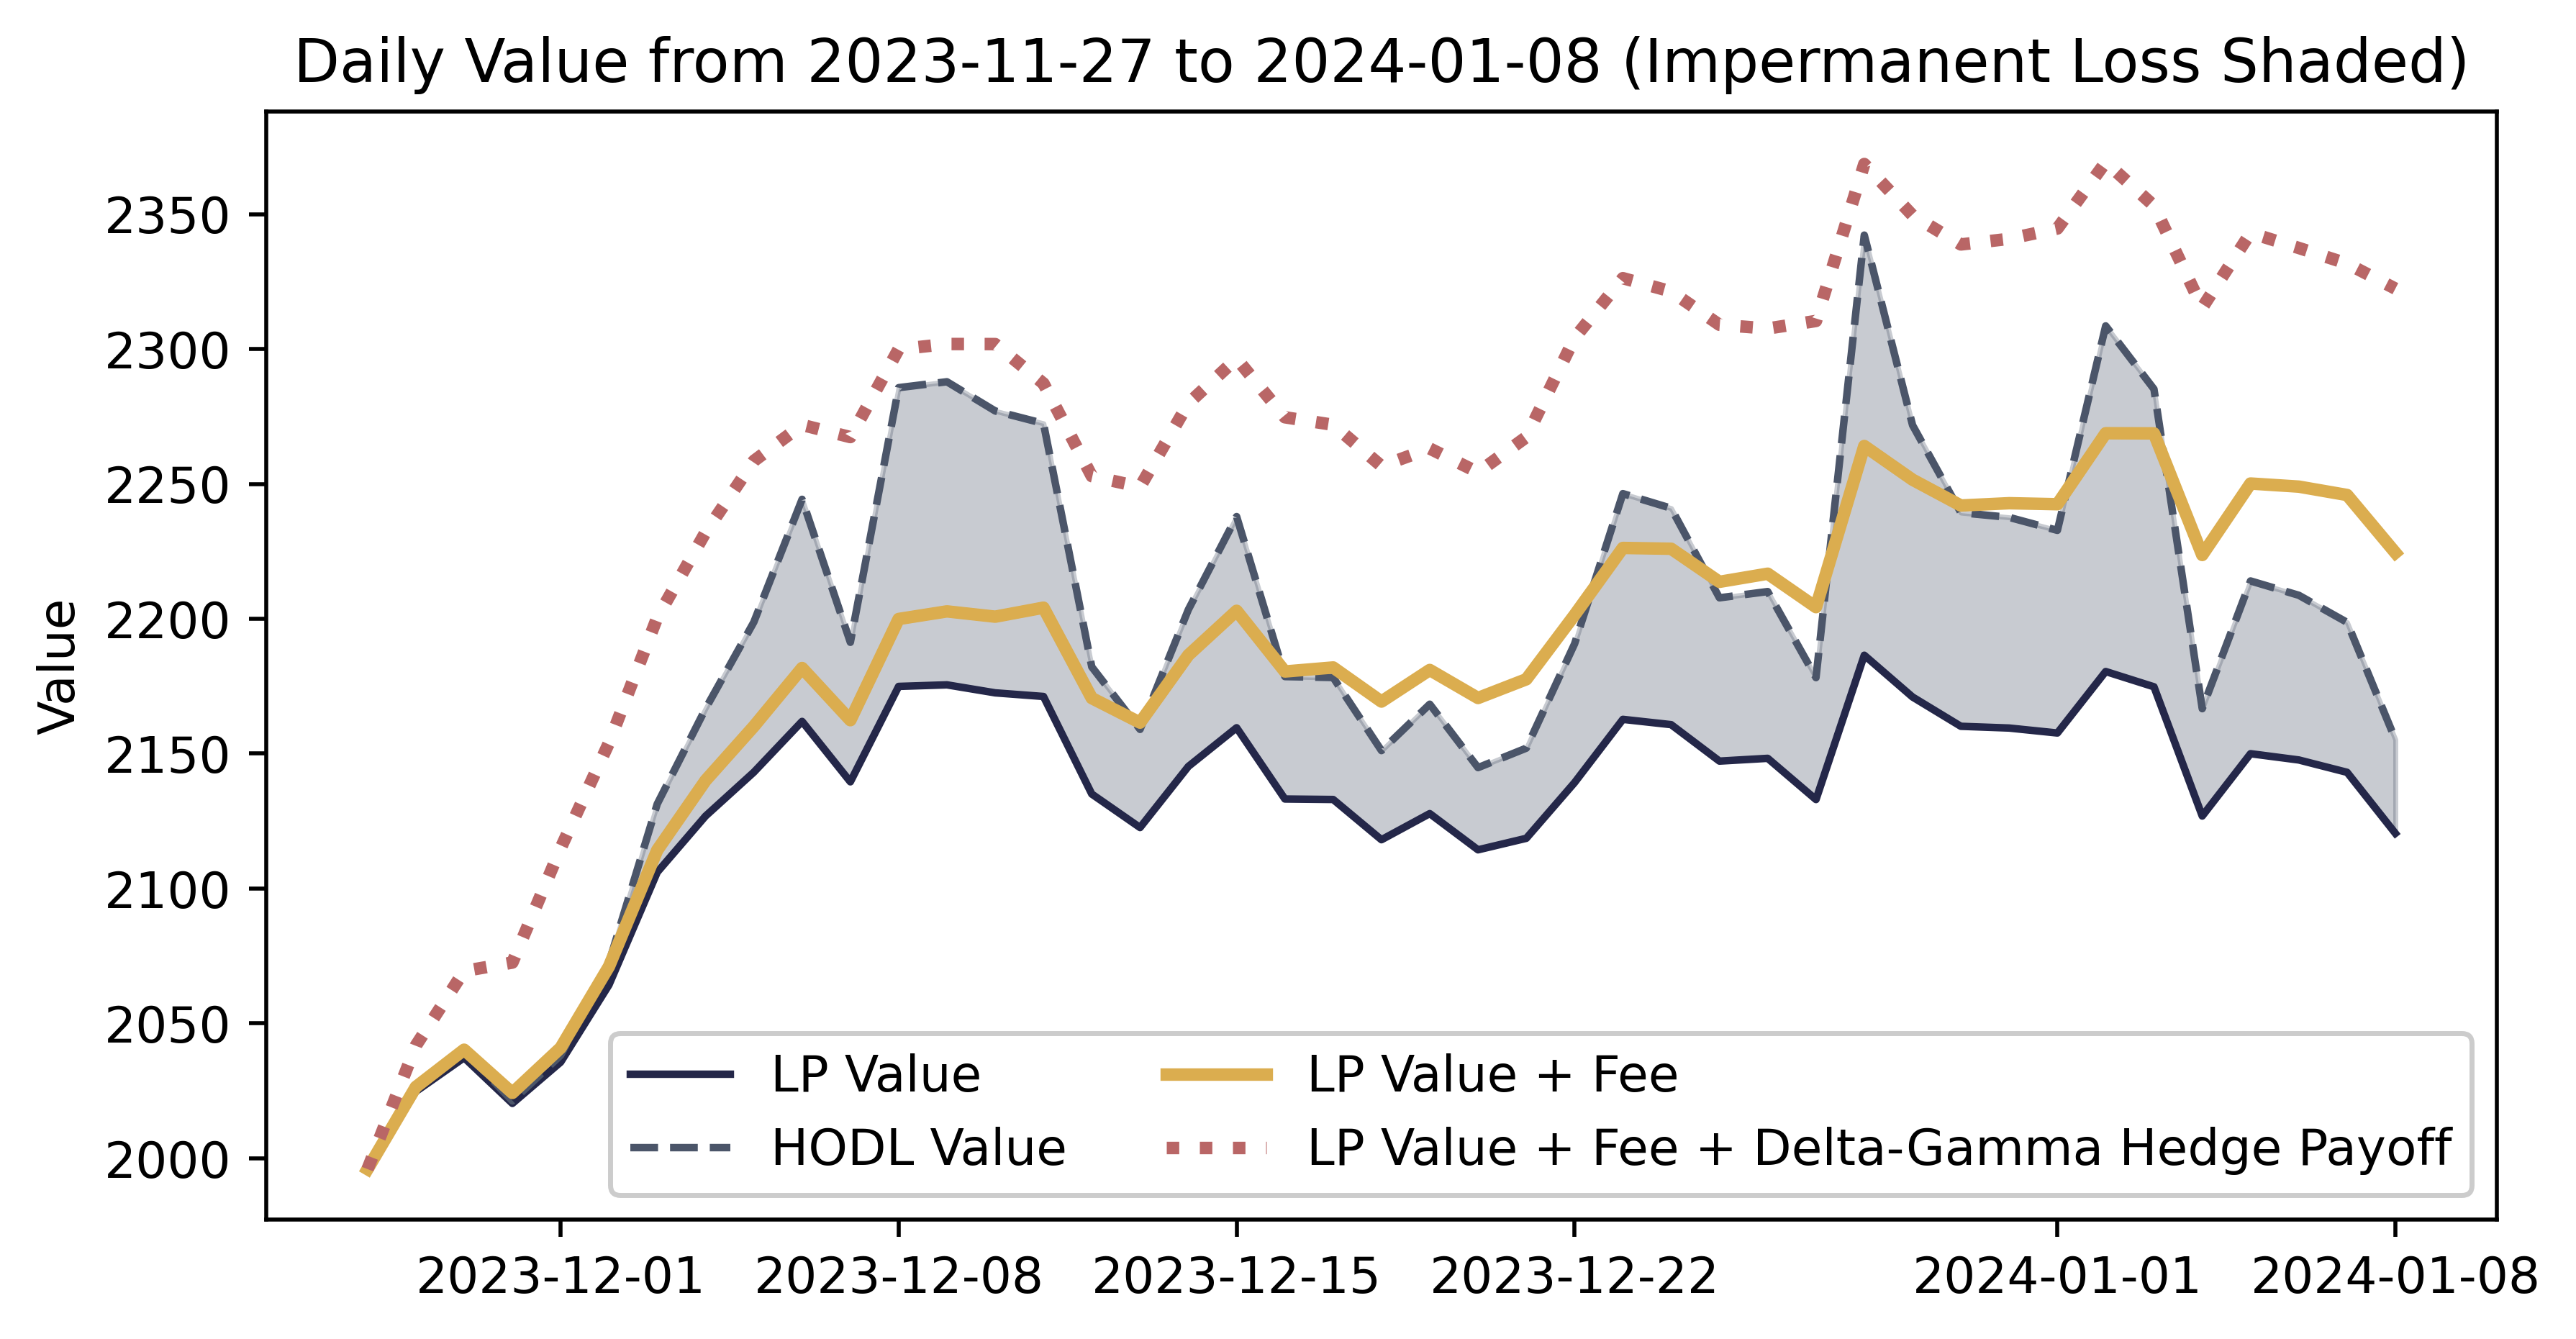 Daily Value from 2023-11-27 to 2024-01-08 (Impermanent Loss Shaded)
Value
2350
2300
2250
2200
2150
2100
2050
2000
LP Value
HODL Value
LP Value + Fee
LP Value + Fee + Delta-Gamma Hedge Payoff
2023-12-01 2023-12-08 2023-12-15 2023-12-22 2024-01-01 2024-01-08